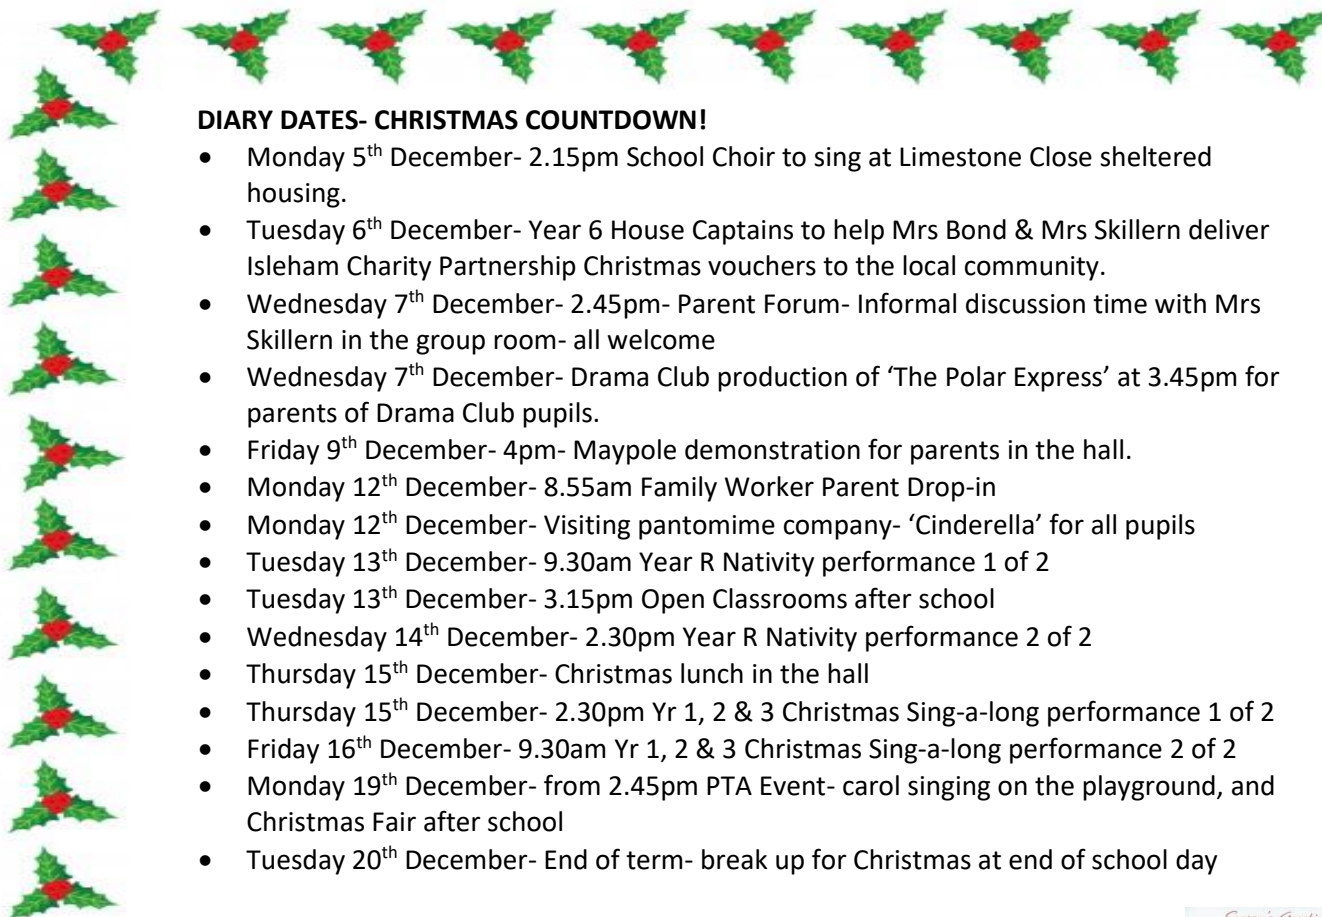 DIARY DATES- CHRISTMAS COUNTDOWN!
• Monday 5th December- 2.15pm School Choir to sing at Limestone Close sheltered
housing.
• Tuesday 6th December- Year 6 House Captains to help Mrs Bond & Mrs Skillern deliver
Isleham Charity Partnership Christmas vouchers to the local community.
• Wednesday 7th December- 2.45pm- Parent Forum- Informal discussion time with Mrs
Skillern in the group room- all welcome
• Wednesday 7th December- Drama Club production of ‘The Polar Express’ at 3.45pm for
parents of Drama Club pupils.
• Friday 9th December- 4pm- Maypole demonstration for parents in the hall.
• Monday 12th December- 8.55am Family Worker Parent Drop-in
• Monday 12th December- Visiting pantomime company- ‘Cinderella’ for all pupils
• Tuesday 13th December- 9.30am Year R Nativity performance 1 of 2
• Tuesday 13th December- 3.15pm Open Classrooms after school
• Wednesday 14th December- 2.30pm Year R Nativity performance 2 of 2
• Thursday 15th December- Christmas lunch in the hall
• Thursday 15th December- 2.30pm Yr 1, 2 & 3 Christmas Sing-a-long performance 1 of 2
• Friday 16th December- 9.30am Yr 1, 2 & 3 Christmas Sing-a-long performance 2 of 2
• Monday 19th December- from 2.45pm PTA Event- carol singing on the playground, and
Christmas Fair after school
• Tuesday 20th December- End of term- break up for Christmas at end of school day